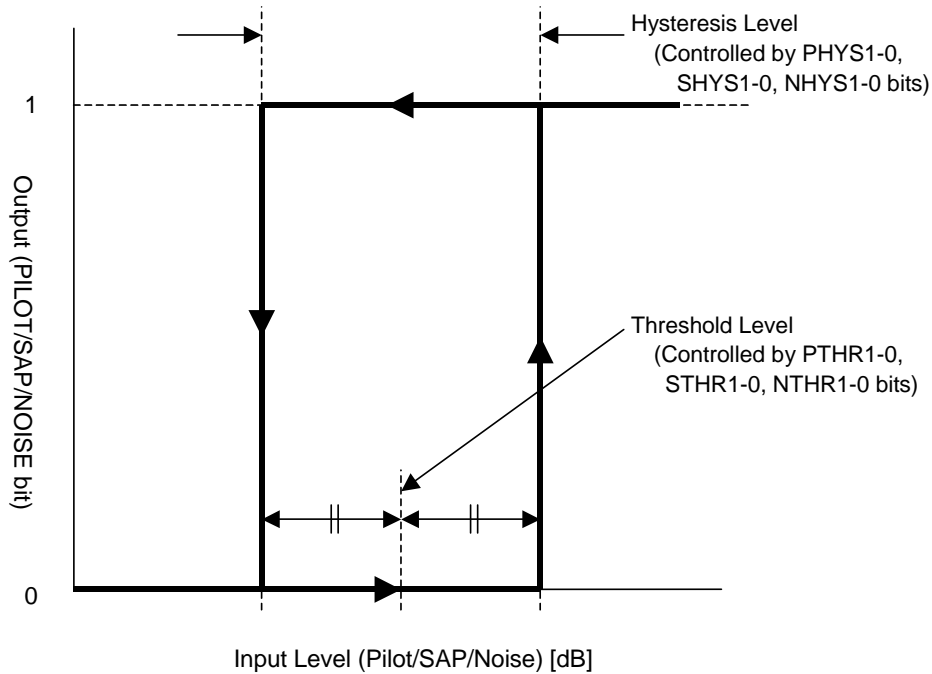 Hysteresis Level
(Controlled by PHYS1-0,
SHYS1-0, NHYS1-0 bits)
1
Output (PILOT/SAP/NOISE bit)
Threshold Level
(Controlled by PTHR1-0,
STHR1-0, NTHR1-0 bits)
0
Input Level (Pilot/SAP/Noise) [dB]